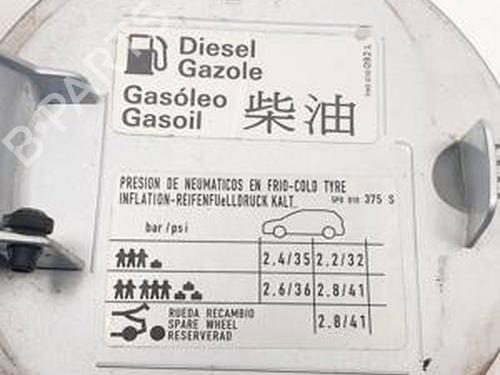 Diesel
Gazole
Gasóleo
Gasoil
柴油
PRESION DE NEUMATICOS EN FRIO-COLD TYRE
INFLATION-REIFENFUeLLDRUCK KALT 5P0 010 375 S
bar/psi
2.4/35 2.2/32
2.6/36 2.8/41
RUEDA RECAMBIO
SPARE WHEEL
RESERVERAD
2.8/41
B-PARTS